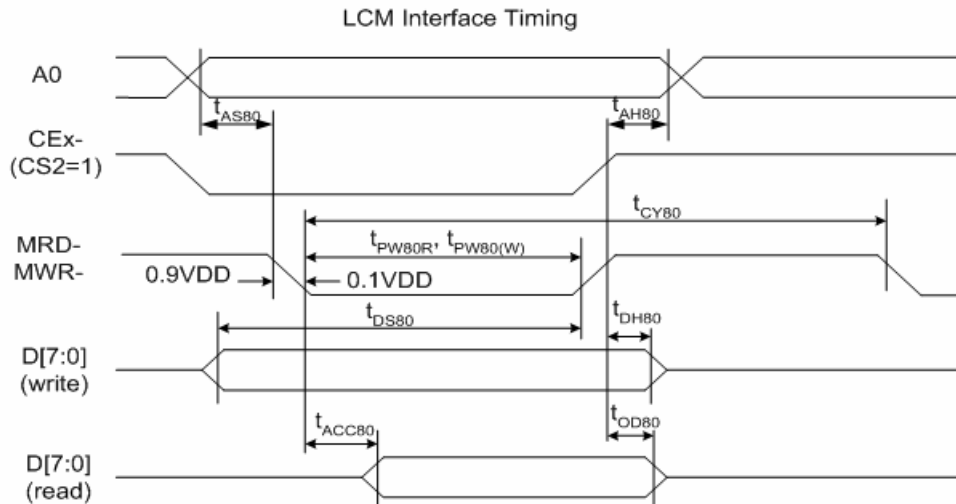 LCM Interface Timing
A0
tAS80
tAH80
CEx-
(CS2=1)
tCY80
MRD-
MWR-
tPW80R, tPW80(W)
0.9VDD
0.1VDD
tDS80
tDH80
D[7:0]
(write)
tACC80
tOD80
D[7:0]
(read)